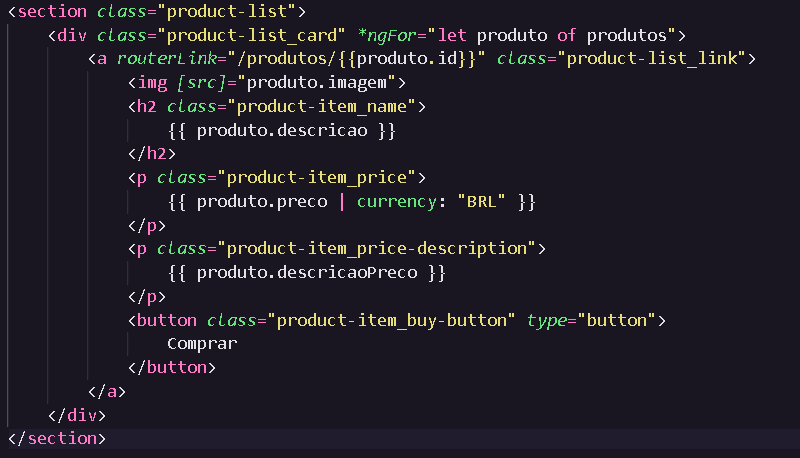 <section class="product-list">
<div class="product-list_card" *ngFor="let produto of produtos">
<a routerLink="/produtos/{{produto.id}}" class="product-list_link">
<img [src]="produto.imagem">
<h2 class="product-item_name">
{{ produto.descricao }}
</h2>
<p class="product-item_price">
{{ produto.preco | currency: "BRL" }}
</p>
<p class="product-item_price-description">
{{ produto.descricaoPreco }}
</p>
<button class="product-item_buy-button" type="button">
Comprar
</button>
</a>
</div>
</section>